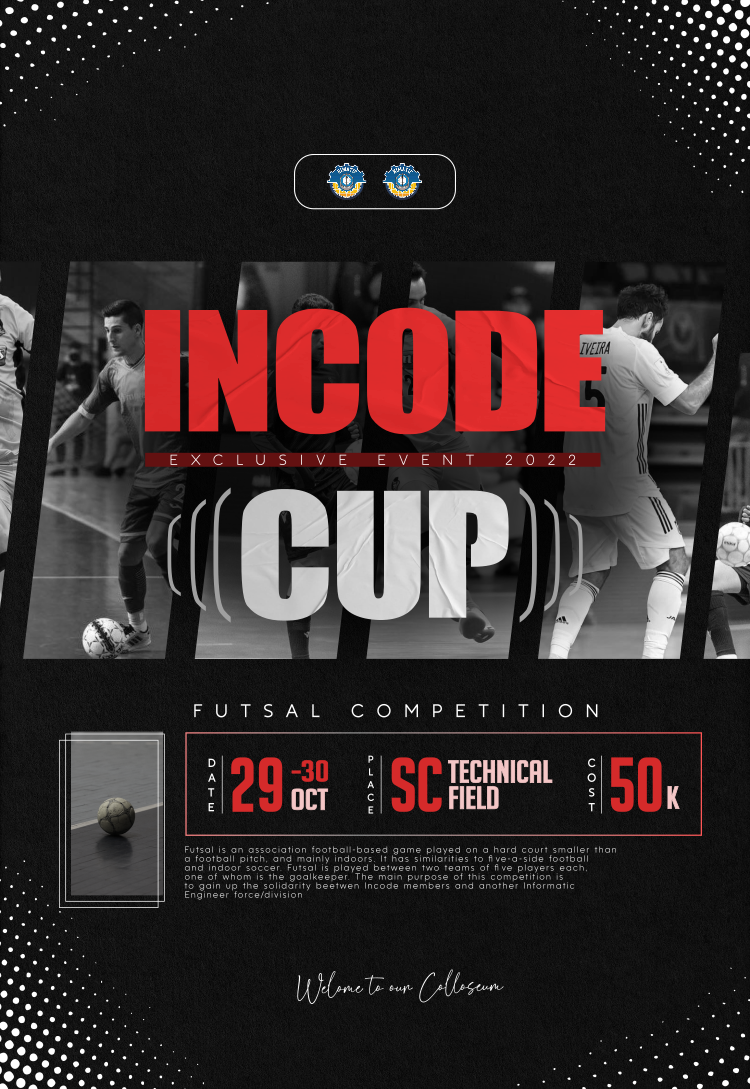 INCODE
IVEIRA
5
EXCLUSIVE EVENT 2022
CUP
FUTSAL COMPETITION
DATE 29 -30 OCT
PLACE SC TECHNICAL FIELD
COST 50 K
Futsal is an association football-based game played on a hard court smaller than
a football pitch, and mainly indoors. It has similarities to five-a-side football
and indoor soccer. Futsal is played between two teams of five players each,
one of whom is the goalkeeper. The main purpose of this competition is
to gain up the solidarity beetwen Incode members and another Informatic
Engineer force/division
Welome to our Colloseum